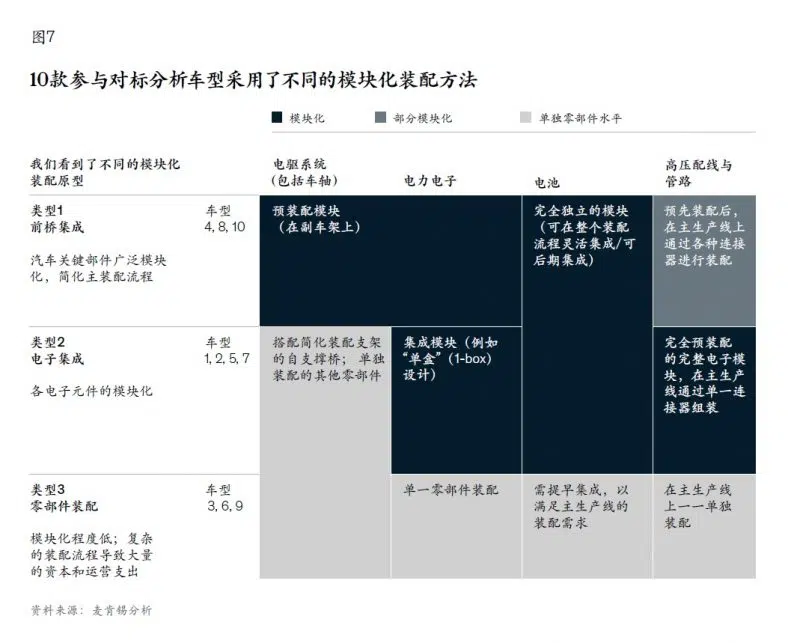 图7
10款参与对标分析车型采用了不同的模块化装配方法
模块化
部分模块化
单独零部件水平
我们看到了不同的模块化
装配原型
电驱系统
(包括车轴)
电力电子
电池
高压配线与
管路
类型1
前桥集成
车型
4, 8, 10
汽车关键部件广泛模块
化，简化主装配流程
预装配模块
（在副车架上）
完全独立的模块
（可在整个装配
流程灵活集成/可
后期集成）
预先装配后，
在主生产线上
通过各种连接
器进行装配
类型2
电子集成
车型
1, 2, 5, 7
各电子元件的模块化
搭配简化装配支架
的自支撑桥；单独
装配的其他零部件
集成模块（例如
“单盒”（1-box）
设计）
完全预装配
的完整电子模
块，在主生产
线通过单一连
接器组装
类型3
零部件装配
车型
3, 6, 9
模块化程度低；复杂
的装配流程导致大量
的资本和运营支出
单一零部件装配
需提早集成，以
满足主生产线的
装配需求
在主生产线
上一一单独
装配
资料来源：麦肯锡分析